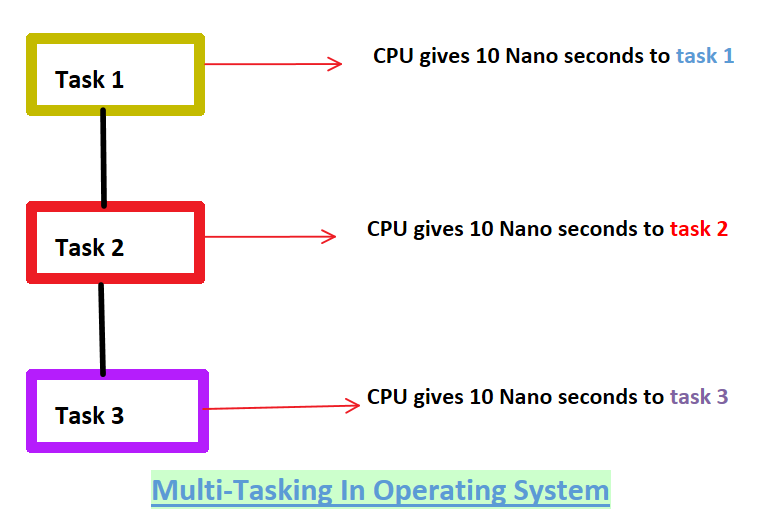 Task 1
CPU gives 10 Nano seconds to task 1
Task 2
CPU gives 10 Nano seconds to task 2
Task 3
CPU gives 10 Nano seconds to task 3
Multi-Tasking In Operating System